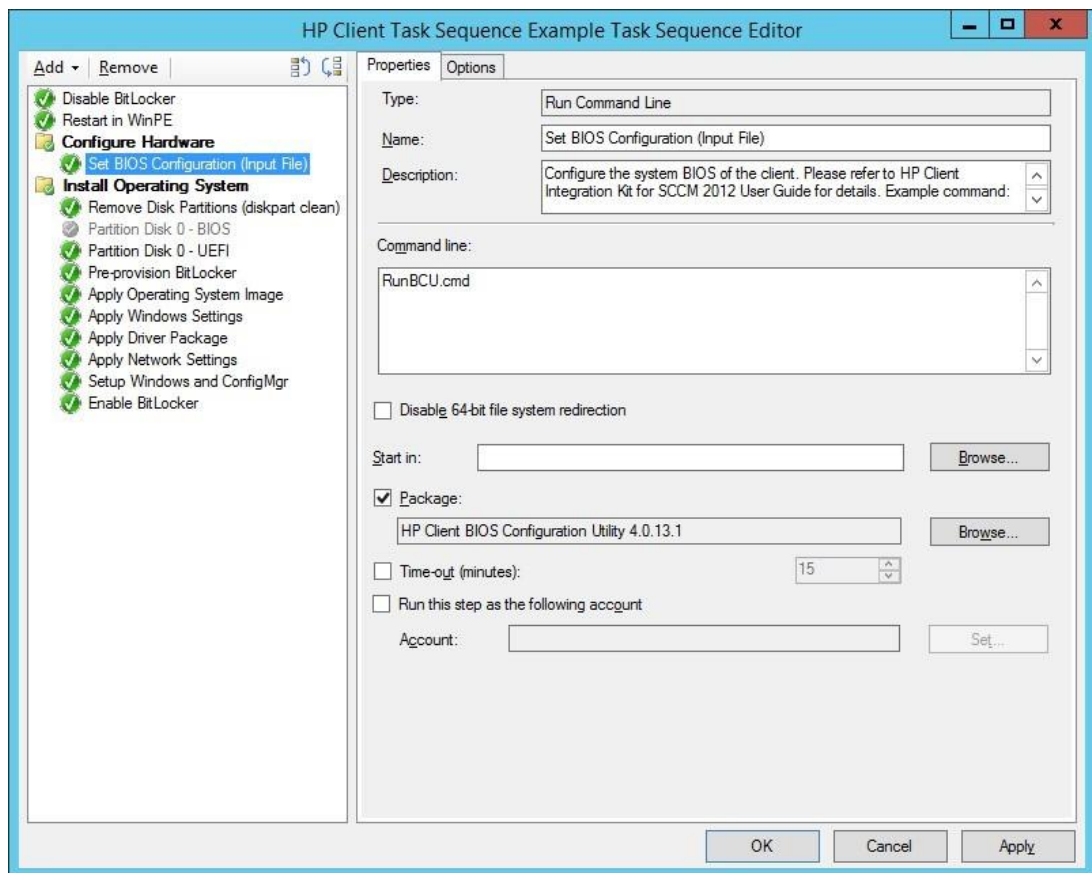 HP Client Task Sequence Example Task Sequence Editor
x
Add Remove
Disable BitLocker
Restart in WinPE
Configure Hardware
Set BIOS Configuration (Input File)
Install Operating System
Remove Disk Partitions (diskpart clean)
Partition Disk 0 - BIOS
Partition Disk 0 - UEFI
Pre-provision BitLocker
Apply Operating System Image
Apply Windows Settings
Apply Driver Package
Apply Network Settings
Setup Windows and ConfigMgr
Enable BitLocker
Properties Options
Type: Run Command Line
Name: Set BIOS Configuration (Input File)
Description: Configure the system BIOS of the client. Please refer to HP Client
Integration Kit for SCCM 2012 User Guide for details. Example command:
Command line:
RunBCU.cmd
Disable 64-bit file system redirection
Start in: Browse...
Package:
HP Client BIOS Configuration Utility 4.0.13.1 Browse...
Time-out (minutes): 15
Run this step as the following account
Account: Set...
OK Cancel Apply